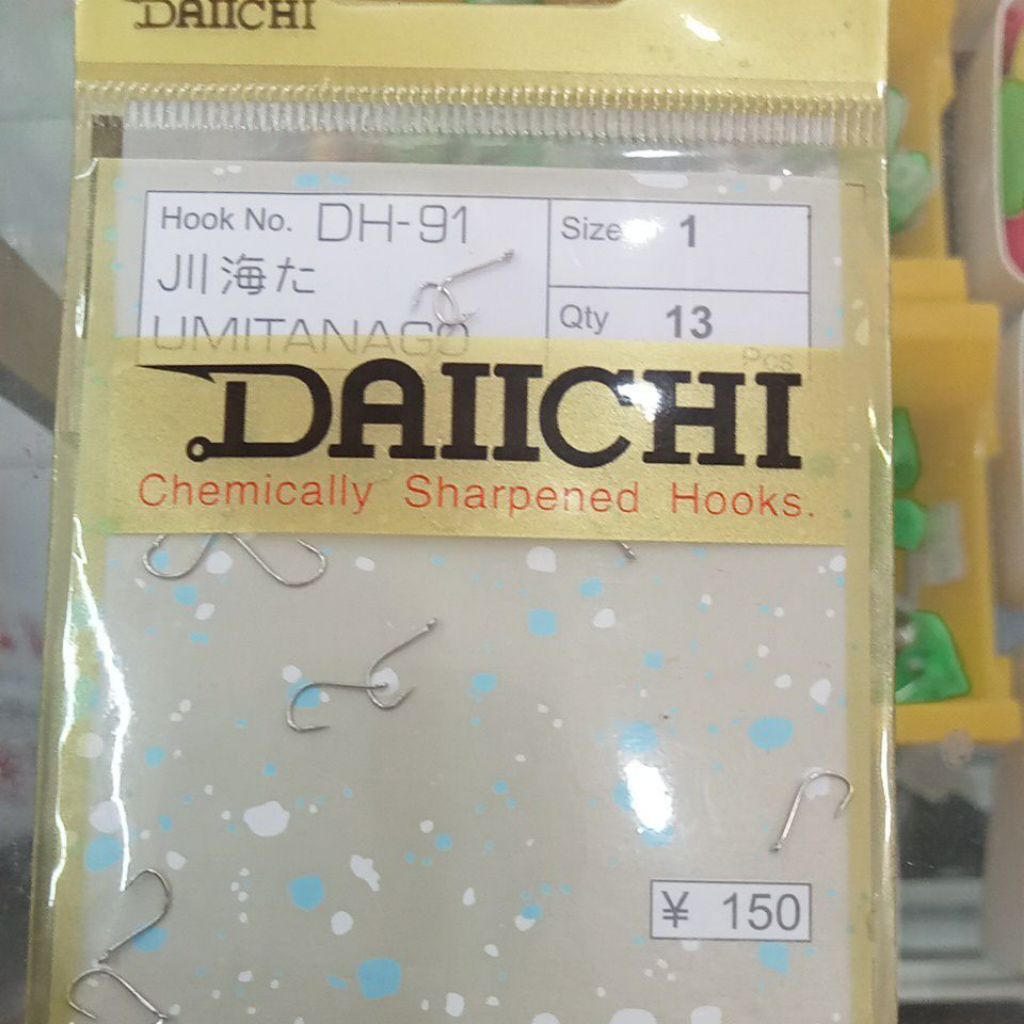 DAIICHI
Hook No. DH-91
Size 1
川海た
Qty 13
UMITANAGO
Pcs
DAIICHI
Chemically Sharpened Hooks.
¥ 150